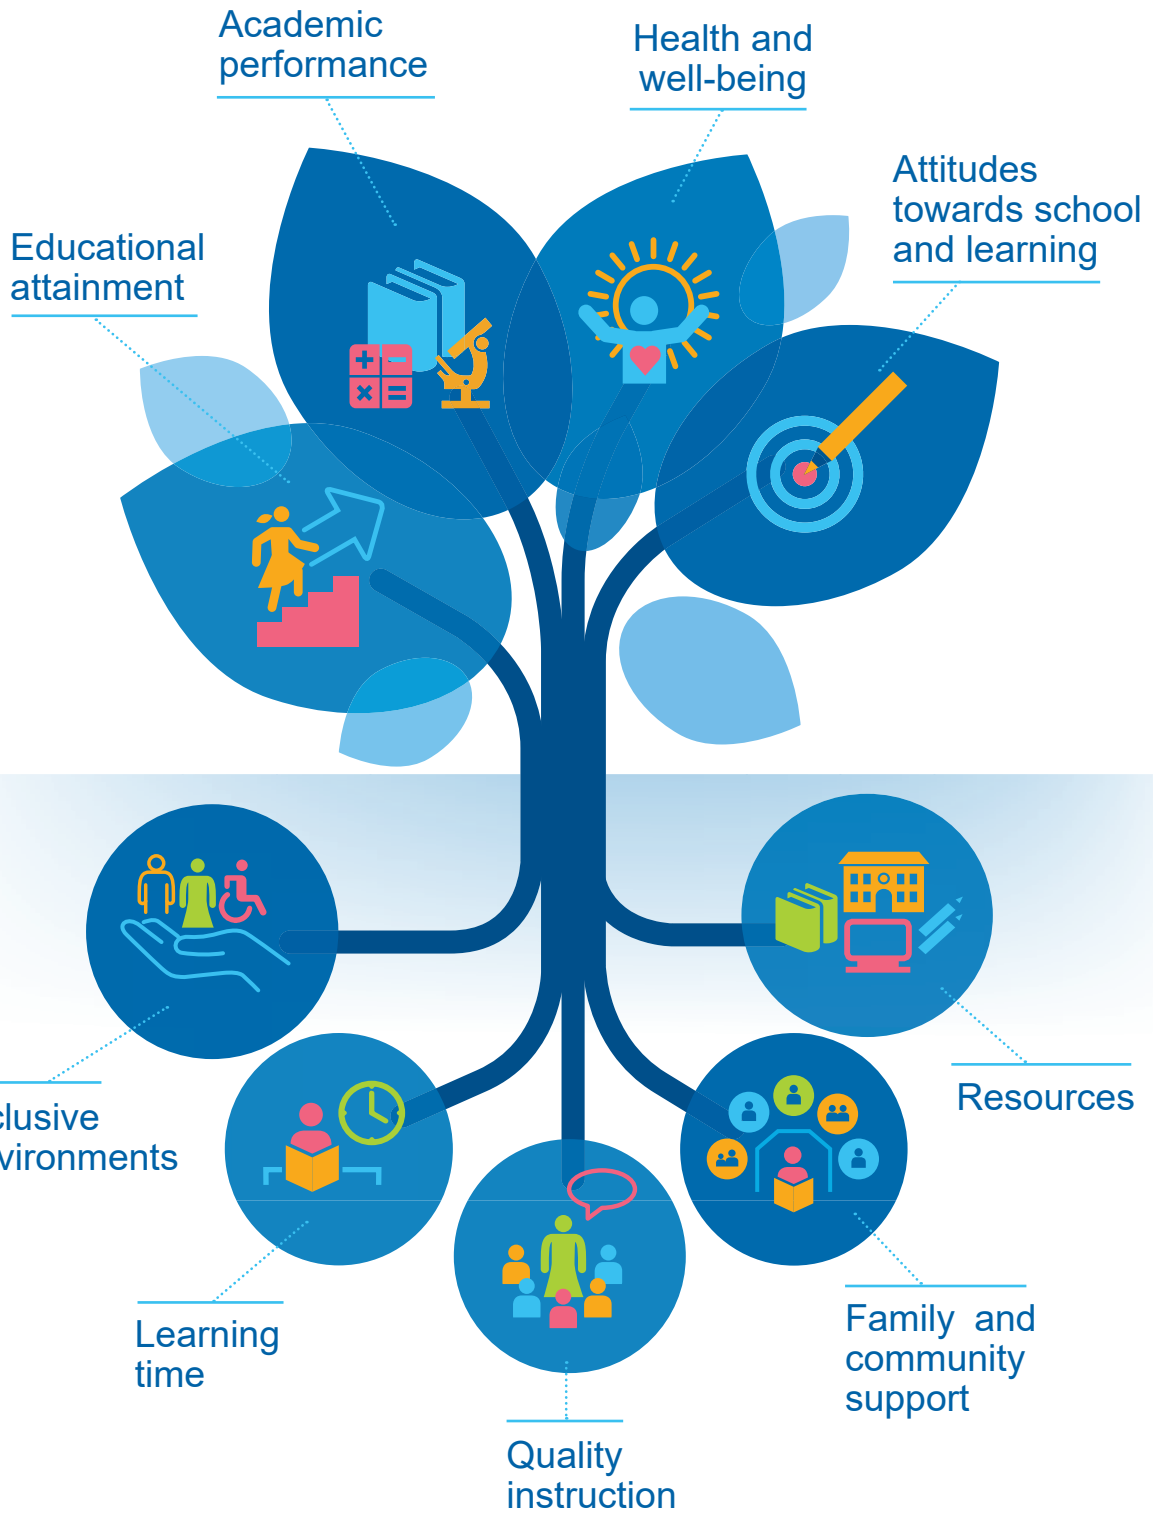 Academic
performance
Health and
well-being
Attitudes
towards school
and learning
Educational
attainment
Resources
clusive
vironments
Learning
time
Family and
community
support
Quality
instruction